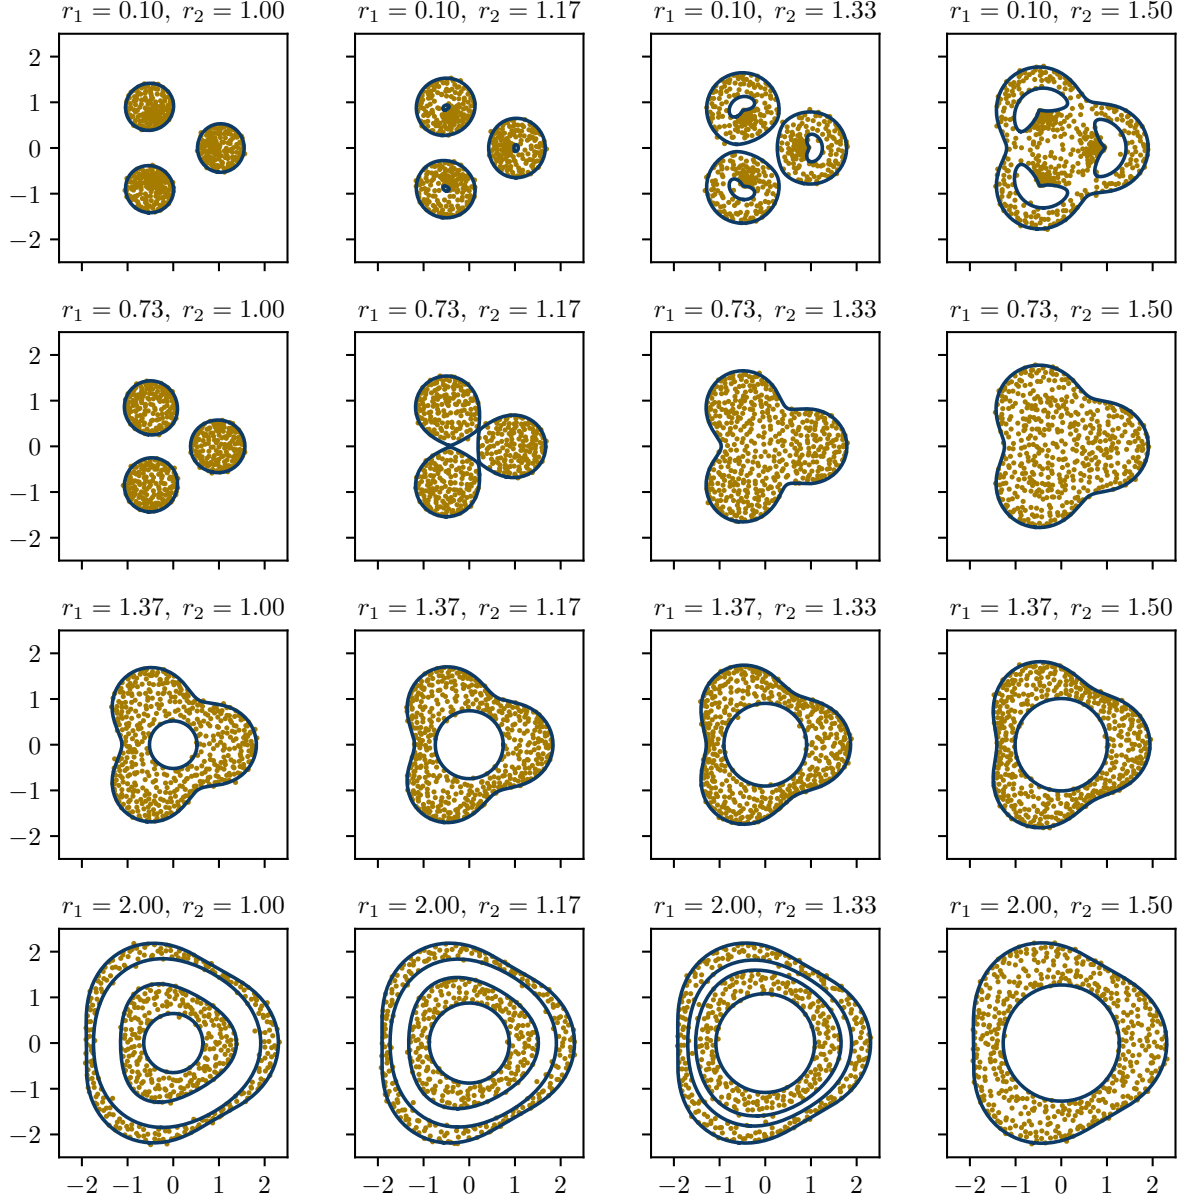 r₁ = 0.10, r₂ = 1.00
r₁ = 0.10, r₂ = 1.17
r₁ = 0.10, r₂ = 1.33
r₁ = 0.10, r₂ = 1.50
2
1
0
−1
−2
r₁ = 0.73, r₂ = 1.00
r₁ = 0.73, r₂ = 1.17
r₁ = 0.73, r₂ = 1.33
r₁ = 0.73, r₂ = 1.50
2
1
0
−1
−2
r₁ = 1.37, r₂ = 1.00
r₁ = 1.37, r₂ = 1.17
r₁ = 1.37, r₂ = 1.33
r₁ = 1.37, r₂ = 1.50
2
1
0
−1
−2
r₁ = 2.00, r₂ = 1.00
r₁ = 2.00, r₂ = 1.17
r₁ = 2.00, r₂ = 1.33
r₁ = 2.00, r₂ = 1.50
2
1
0
−1
−2
−2 −1 0 1 2
−2 −1 0 1 2
−2 −1 0 1 2
−2 −1 0 1 2